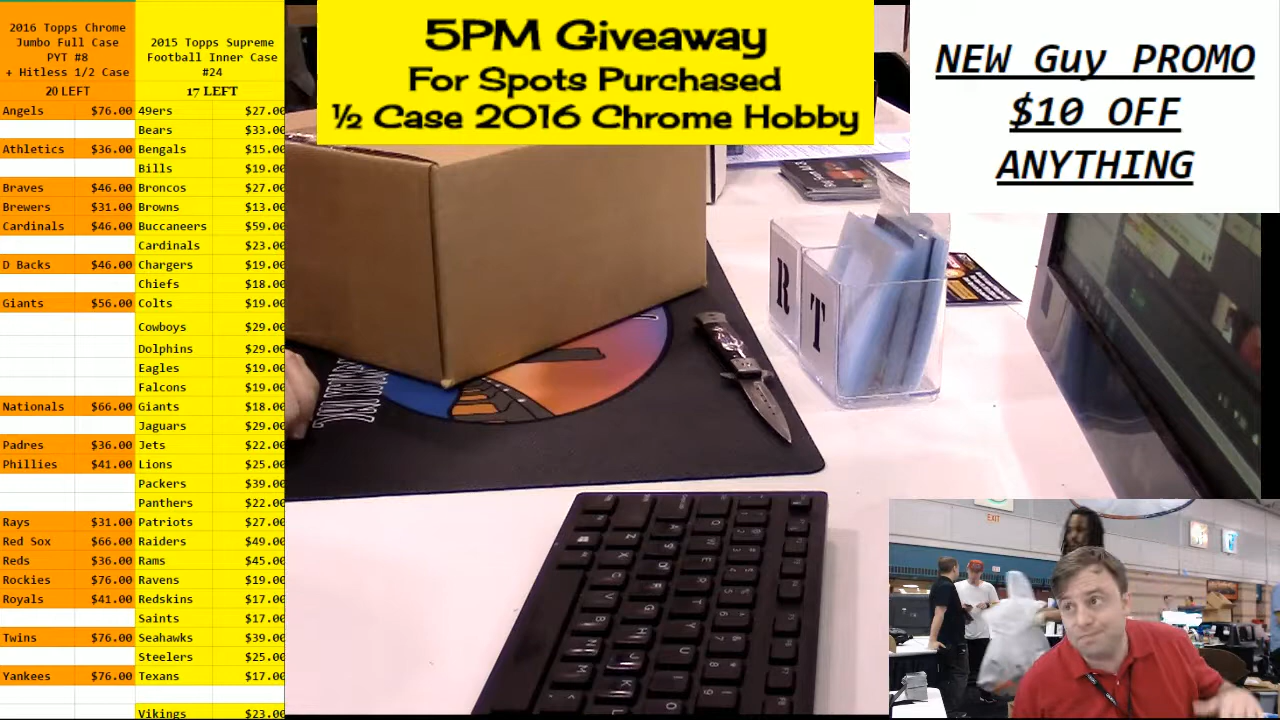 2016 Topps Chrome
Jumbo Full Case
PYT #8
+ Hitless 1/2 Case
20 LEFT
Angels $76.00
Athletics $36.00
Braves $46.00
Brewers $31.00
Cardinals $46.00
D Backs $46.00
Giants $56.00
Nationals $66.00
Padres $36.00
Phillies $41.00
Rays $31.00
Red Sox $66.00
Reds $36.00
Rockies $76.00
Royals $41.00
Twins $76.00
Yankees $76.00
2015 Topps Supreme
Football Inner Case
#24
17 LEFT
49ers $27.00
Bears $33.00
Bengals $15.00
Bills $19.00
Broncos $27.00
Browns $13.00
Buccaneers $59.00
Cardinals $23.00
Chargers $19.00
Chiefs $18.00
Colts $19.00
Cowboys $29.00
Dolphins $29.00
Eagles $19.00
Falcons $19.00
Giants $18.00
Jaguars $29.00
Jets $22.00
Lions $25.00
Packers $39.00
Panthers $22.00
Patriots $27.00
Raiders $49.00
Rams $45.00
Ravens $19.00
Redskins $17.00
Saints $17.00
Seahawks $39.00
Steelers $25.00
Texans $17.00
Vikings $23.00
5PM Giveaway
For Spots Purchased
½ Case 2016 Chrome Hobby
NEW Guy PROMO
$10 OFF
ANYTHING
R
T
EXIT